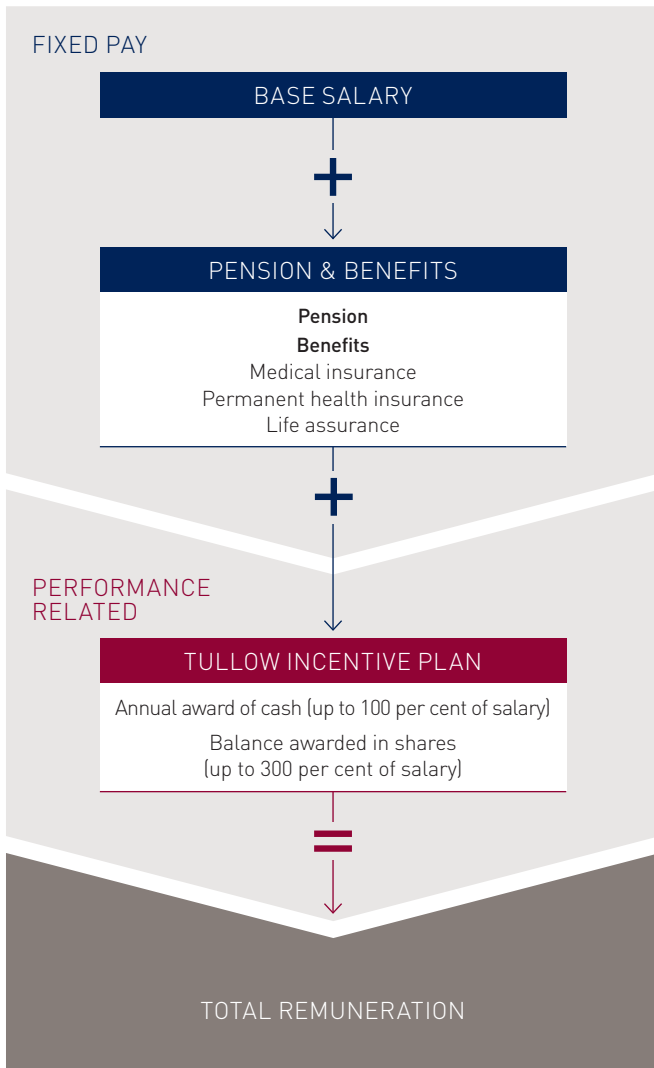 FIXED PAY
BASE SALARY
+
PENSION & BENEFITS
Pension
Benefits
Medical insurance
Permanent health insurance
Life assurance
+
PERFORMANCE
RELATED
TULLOW INCENTIVE PLAN
Annual award of cash (up to 100 per cent of salary)
Balance awarded in shares
(up to 300 per cent of salary)
=
TOTAL REMUNERATION